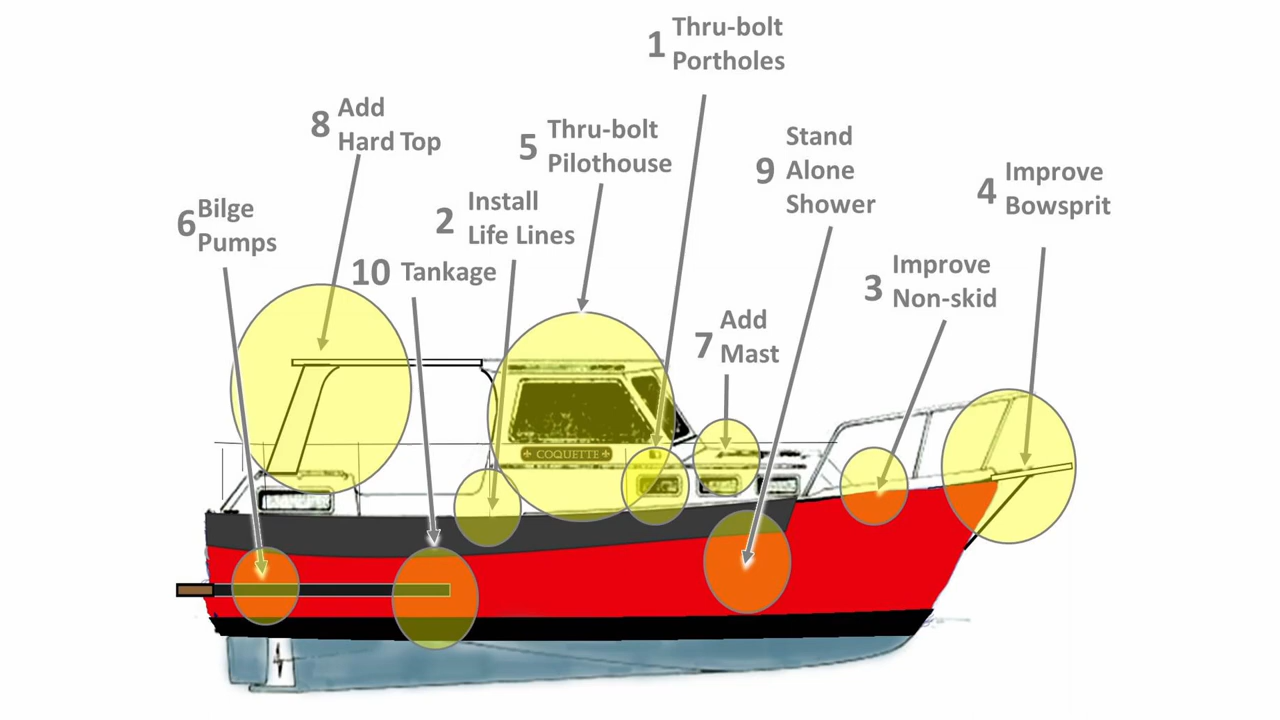 1 Thru-bolt
Portholes
8 Add
Hard Top
5 Thru-bolt
Pilothouse
9 Stand
Alone
Shower
4 Improve
Bowsprit
6 Bilge
Pumps
2 Install
Life Lines
10 Tankage
3 Improve
Non-skid
7 Add
Mast
COQUETTE